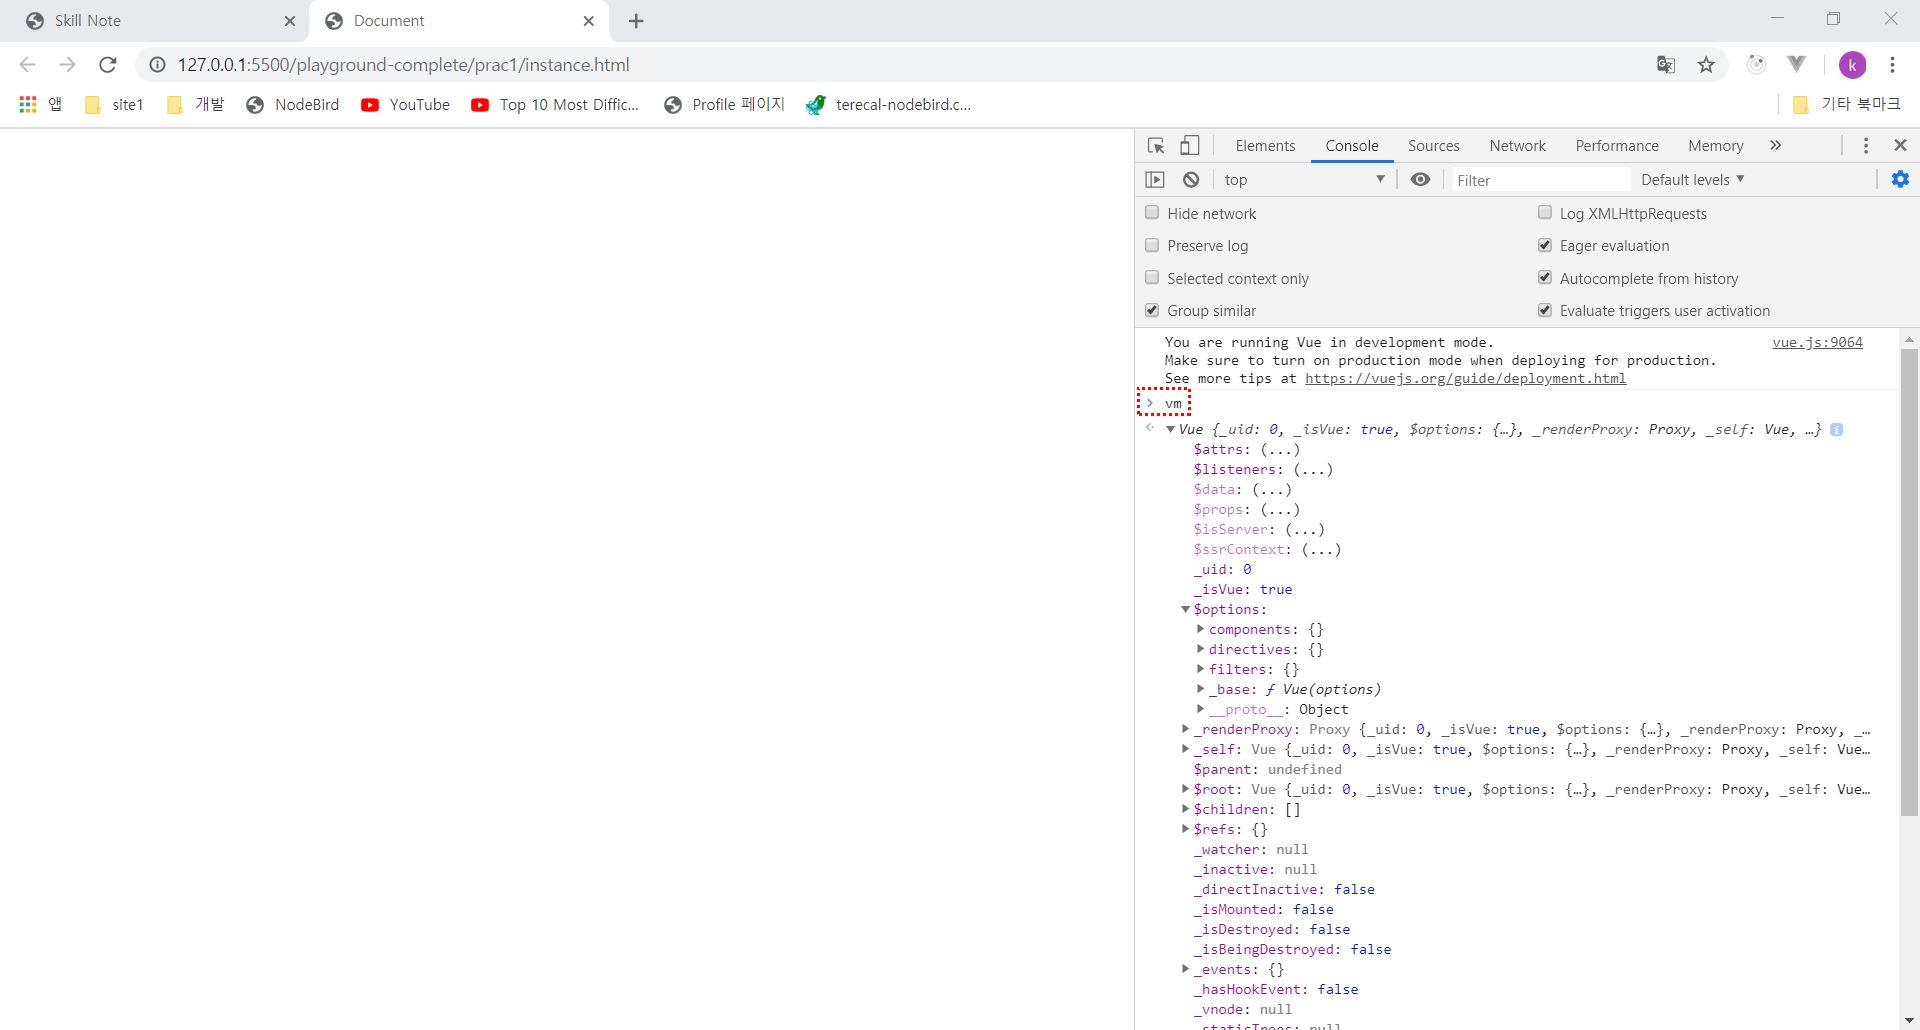 Skill Note
Document
127.0.0.1:5500/playground-complete/prac1/instance.html
k
앱 site1 개발 NodeBird YouTube Top 10 Most Diffic... Profile 페이지 terecal-nodebird.c... 기타 북마크
Elements Console Sources Network Performance Memory
top Filter Default levels
Hide network Log XMLHttpRequests
Preserve log Eager evaluation
Selected context only Autocomplete from history
Group similar Evaluate triggers user activation
You are running Vue in development mode. vue.js:9064
Make sure to turn on production mode when deploying for production.
See more tips at https://vuejs.org/guide/deployment.html
> vm
Vue {_uid: 0, _isVue: true, $options: {…}, _renderProxy: Proxy, _self: Vue, …}
$attrs: (...)
$listeners: (...)
$data: (...)
$props: (...)
$isServer: (...)
$ssrContext: (...)
_uid: 0
_isVue: true
$options:
components: {}
directives: {}
filters: {}
_base: ƒ Vue(options)
__proto__: Object
_renderProxy: Proxy {_uid: 0, _isVue: true, $options: {…}, _renderProxy: Proxy, _…
_self: Vue {_uid: 0, _isVue: true, $options: {…}, _renderProxy: Proxy, _self: Vue…
$parent: undefined
$root: Vue {_uid: 0, _isVue: true, $options: {…}, _renderProxy: Proxy, _self: Vue…
$children: []
$refs: {}
_watcher: null
_inactive: null
_directInactive: false
_isMounted: false
_isDestroyed: false
_isBeingDestroyed: false
_events: {}
_hasHookEvent: false
_vnode: null
_staticTrees: null